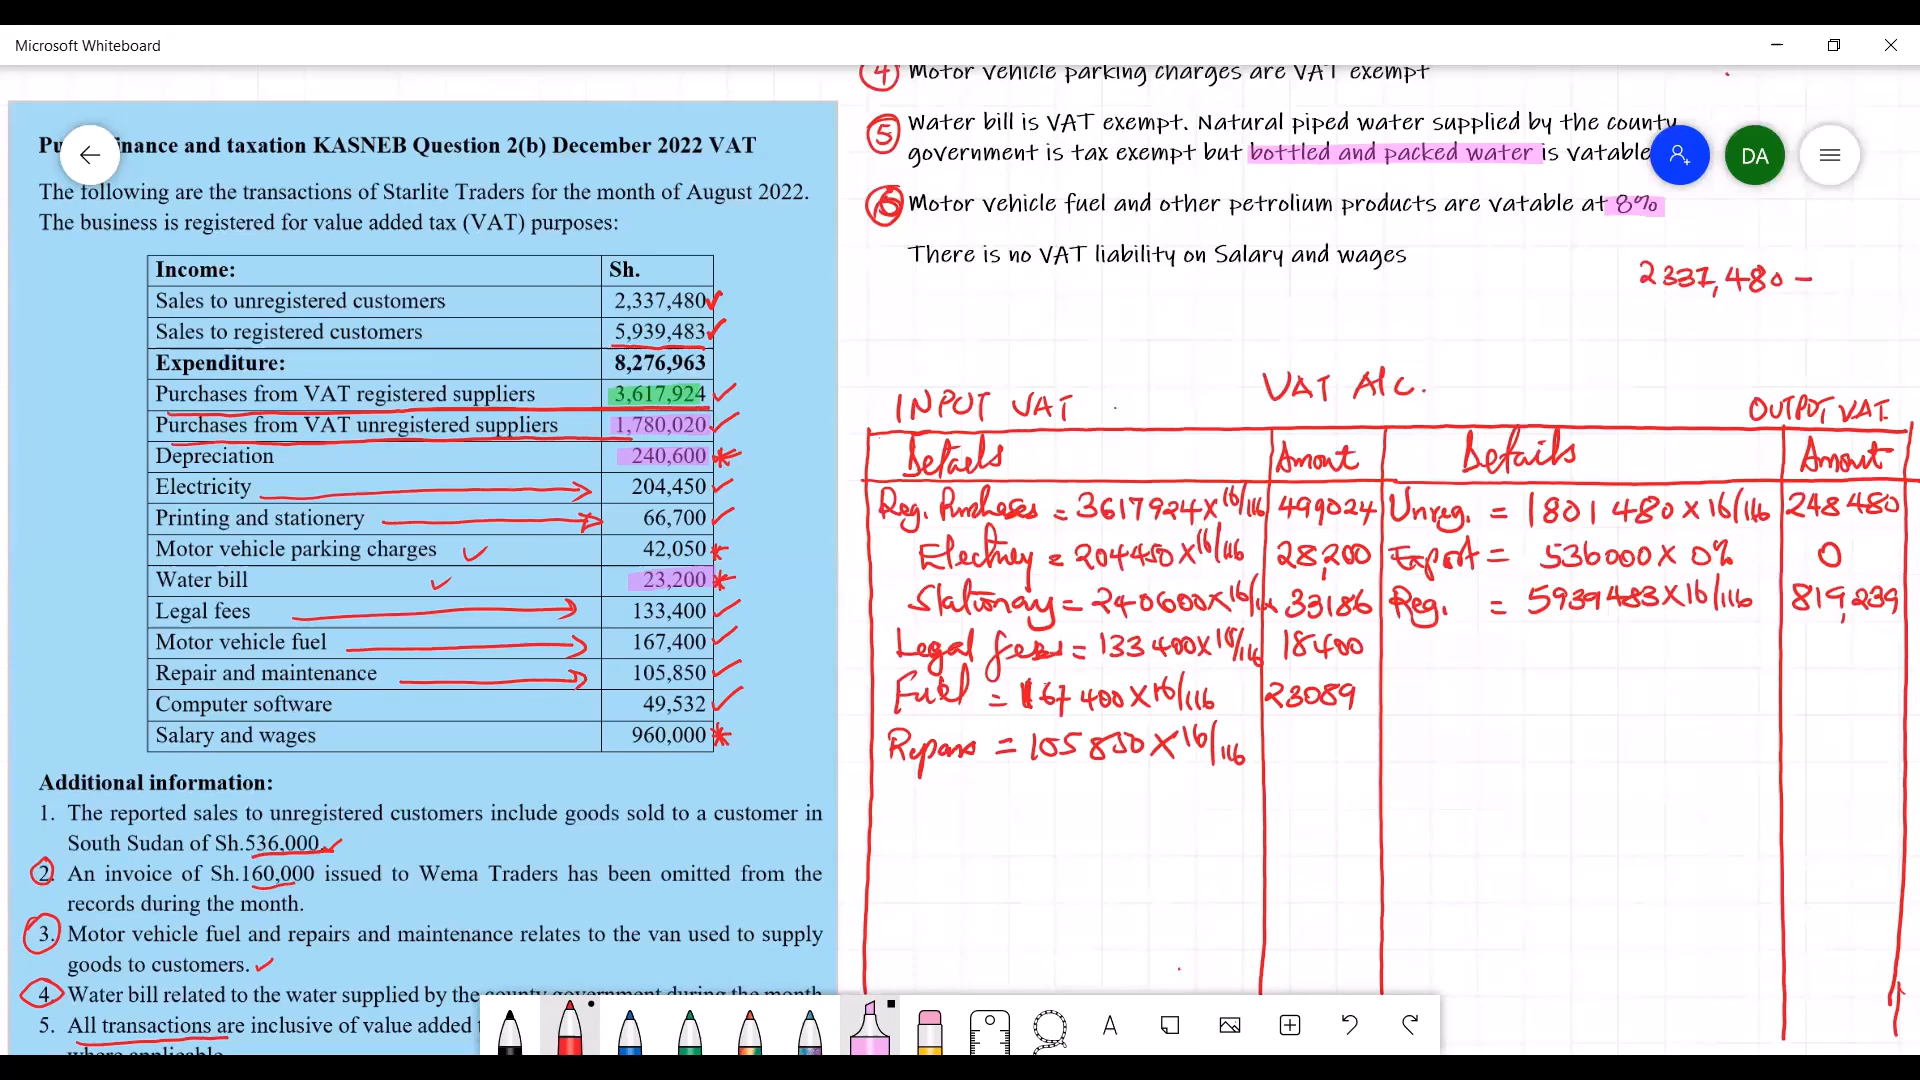 Microsoft Whiteboard
inance and taxation KASNEB Question 2(b) December 2022 VAT
The following are the transactions of Starlite Traders for the month of August 2022.
The business is registered for value added tax (VAT) purposes:
Income: Sh.
Sales to unregistered customers 2,337,480
Sales to registered customers 5,939,483
Expenditure: 8,276,963
Purchases from VAT registered suppliers 3,617,924
Purchases from VAT unregistered suppliers 1,780,020
Depreciation 240,600
Electricity 204,450
Printing and stationery 66,700
Motor vehicle parking charges 42,050
Water bill 23,200
Legal fees 133,400
Motor vehicle fuel 167,400
Repair and maintenance 105,850
Computer software 49,532
Salary and wages 960,000
Additional information:
1. The reported sales to unregistered customers include goods sold to a customer in
South Sudan of Sh.536,000.
2. An invoice of Sh.160,000 issued to Wema Traders has been omitted from the
records during the month.
3. Motor vehicle fuel and repairs and maintenance relates to the van used to supply
goods to customers.
4. Water bill related to the water supplied by the county government during the month
5. All transactions are inclusive of value added
where applicable
4 Motor vehicle parking charges are VAT exempt
5 Water bill is VAT exempt. Natural piped water supplied by the county
government is tax exempt but bottled and packed water is vatable
6 Motor vehicle fuel and other petrolium products are vatable at 8%
There is no VAT liability on Salary and wages
DA
2337,480 -
VAT A/C.
INPUT VAT OUTPUT VAT
Details Amount Details Amount
Reg. Purchases = 3617924 x 16/116 499024 Unreg. = 1801480 x 16/116 248480
Electricy = 204450 x 16/116 28,200 Export = 536000 x 0% 0
Stationary = 240600 x 16/116 33186 Reg. = 5939483 x 16/116 819,239
Legal fees = 133400 x 16/116 18400
Fuel = 167400 x 16/116 23089
Repairs = 105850 x 16/116
A